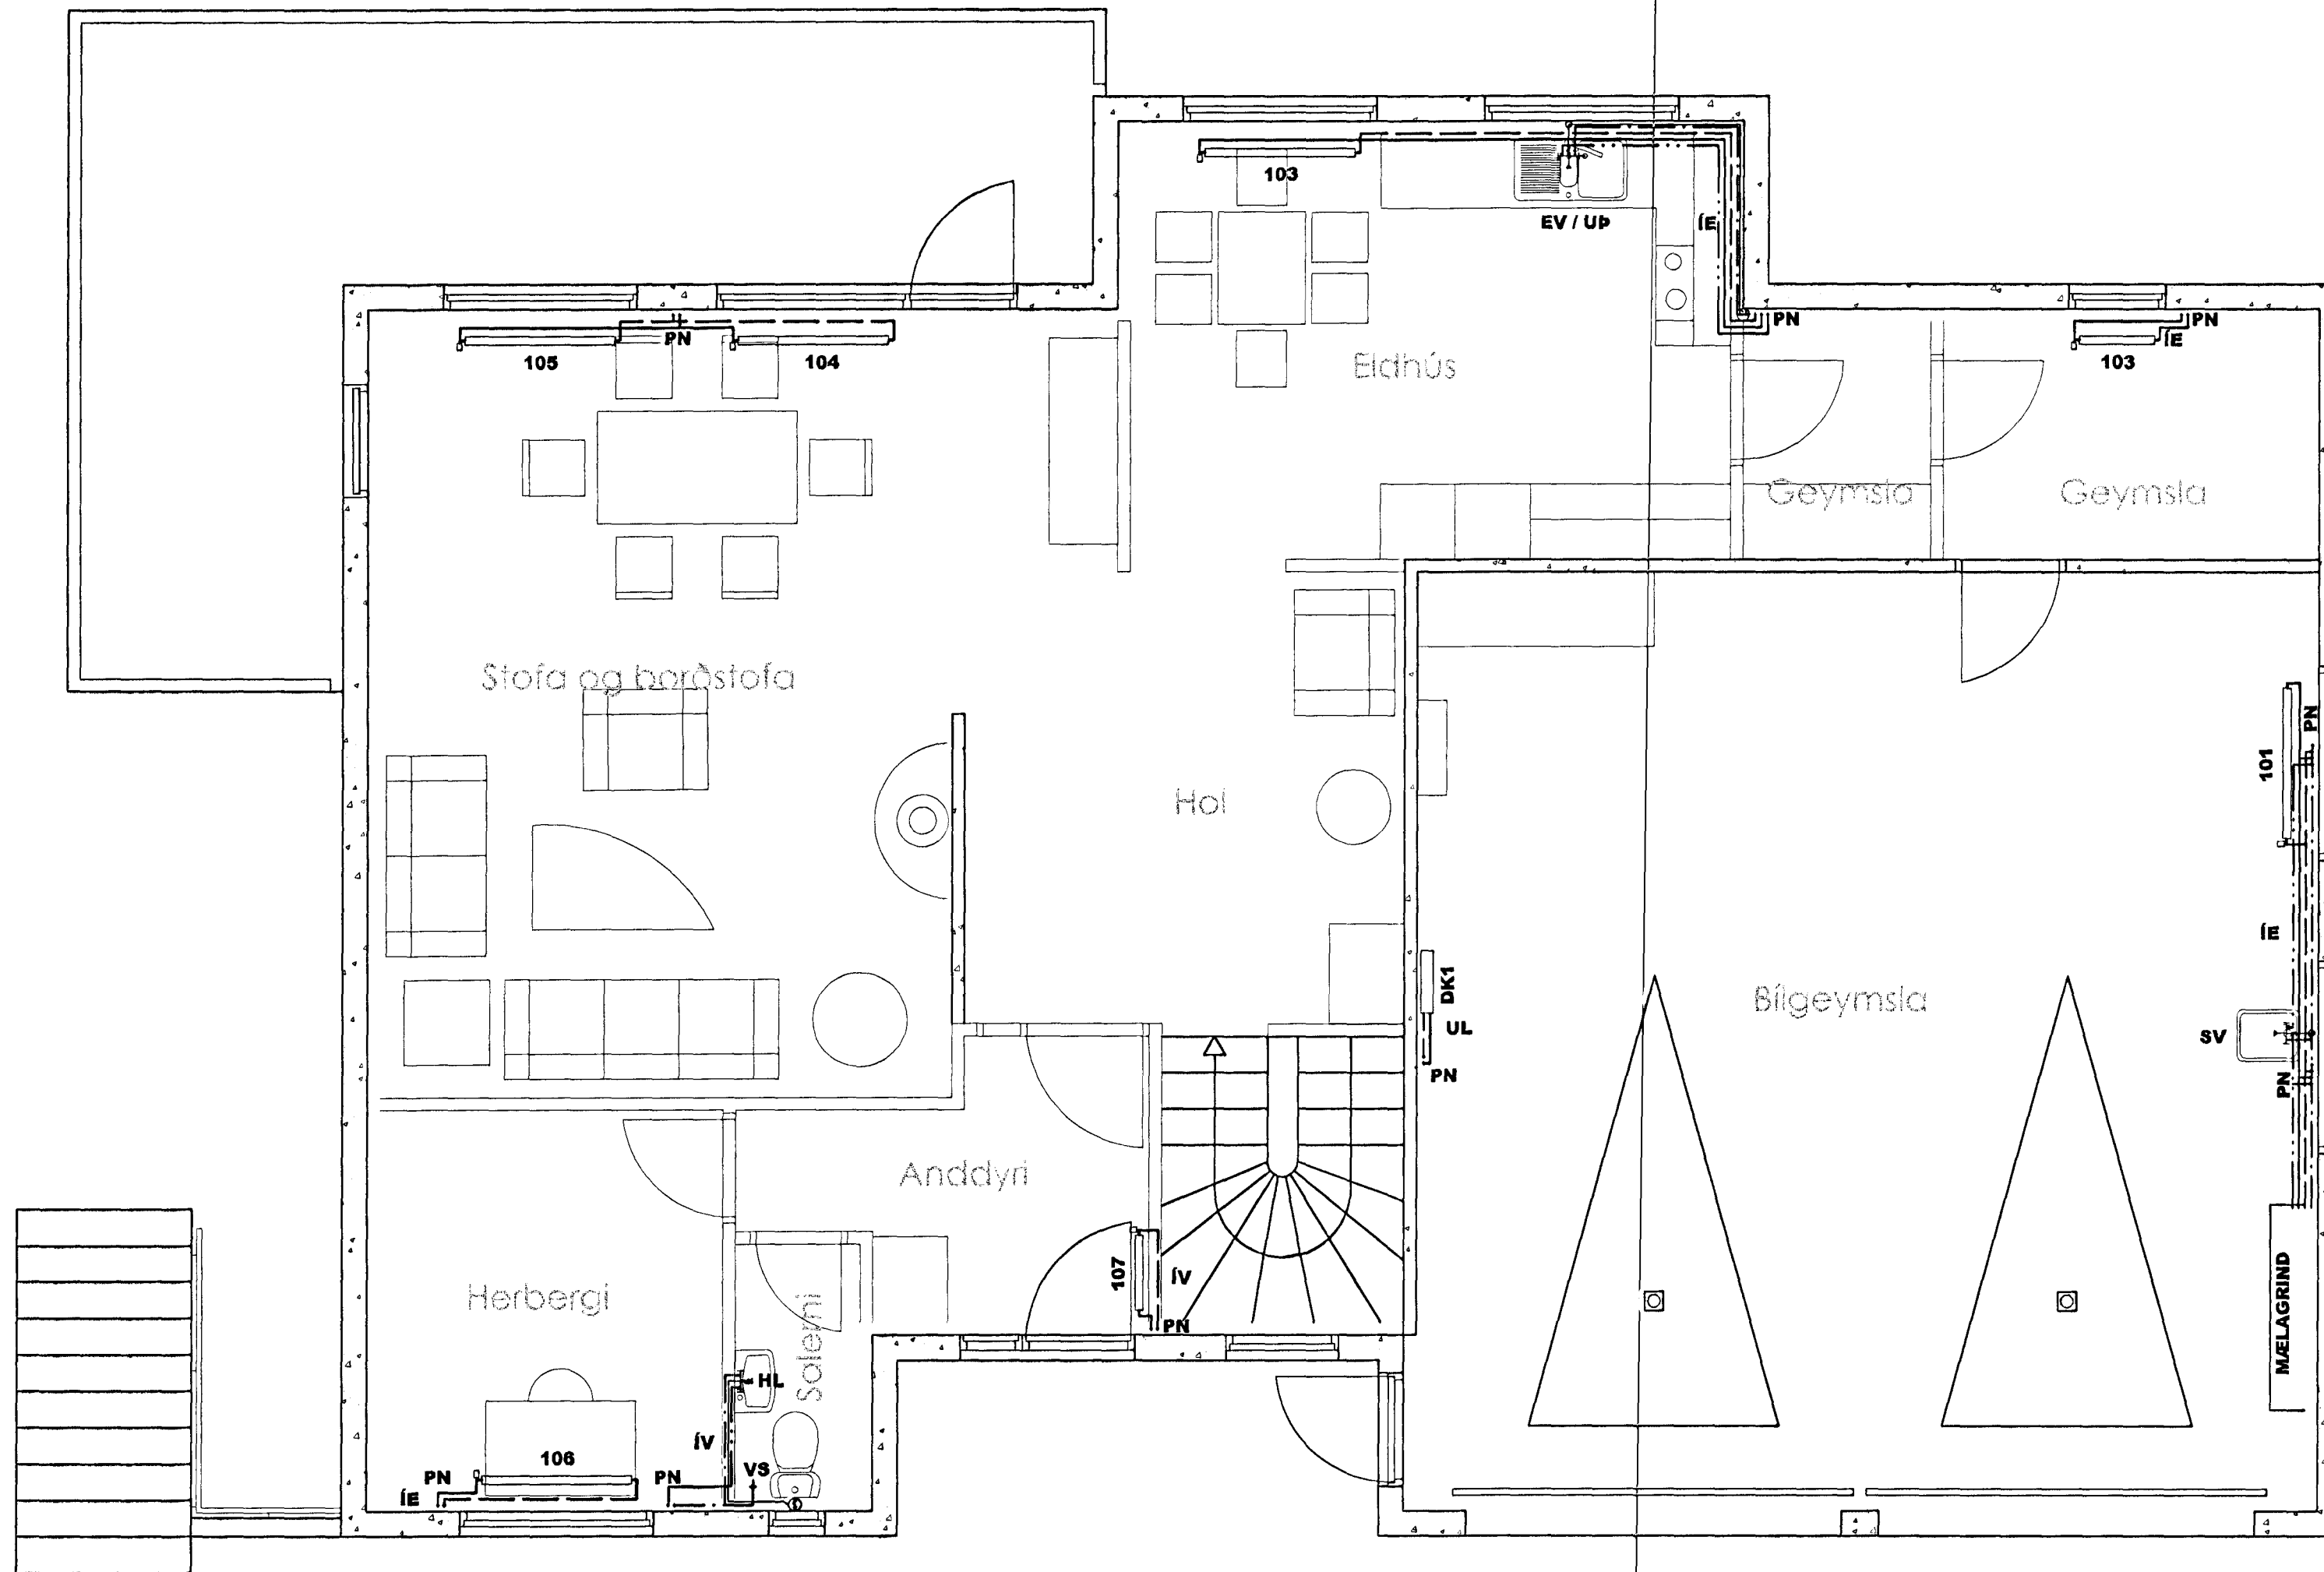 103
EV / UÞ
ÍE
PN
PN
ÍE
103
105
PN
104
Eldhús
Geymsla
Geymsla
Stofa og borðstofa
PN
101
Hol
ÍE
DK1
UL
PN
Bílgeymsla
SV
PN
Anddyri
107
ÍV
PN
Herbergi
Salerni
MÆLAGRIND
HL
ÍV
VS
PN
106
PN
ÍE